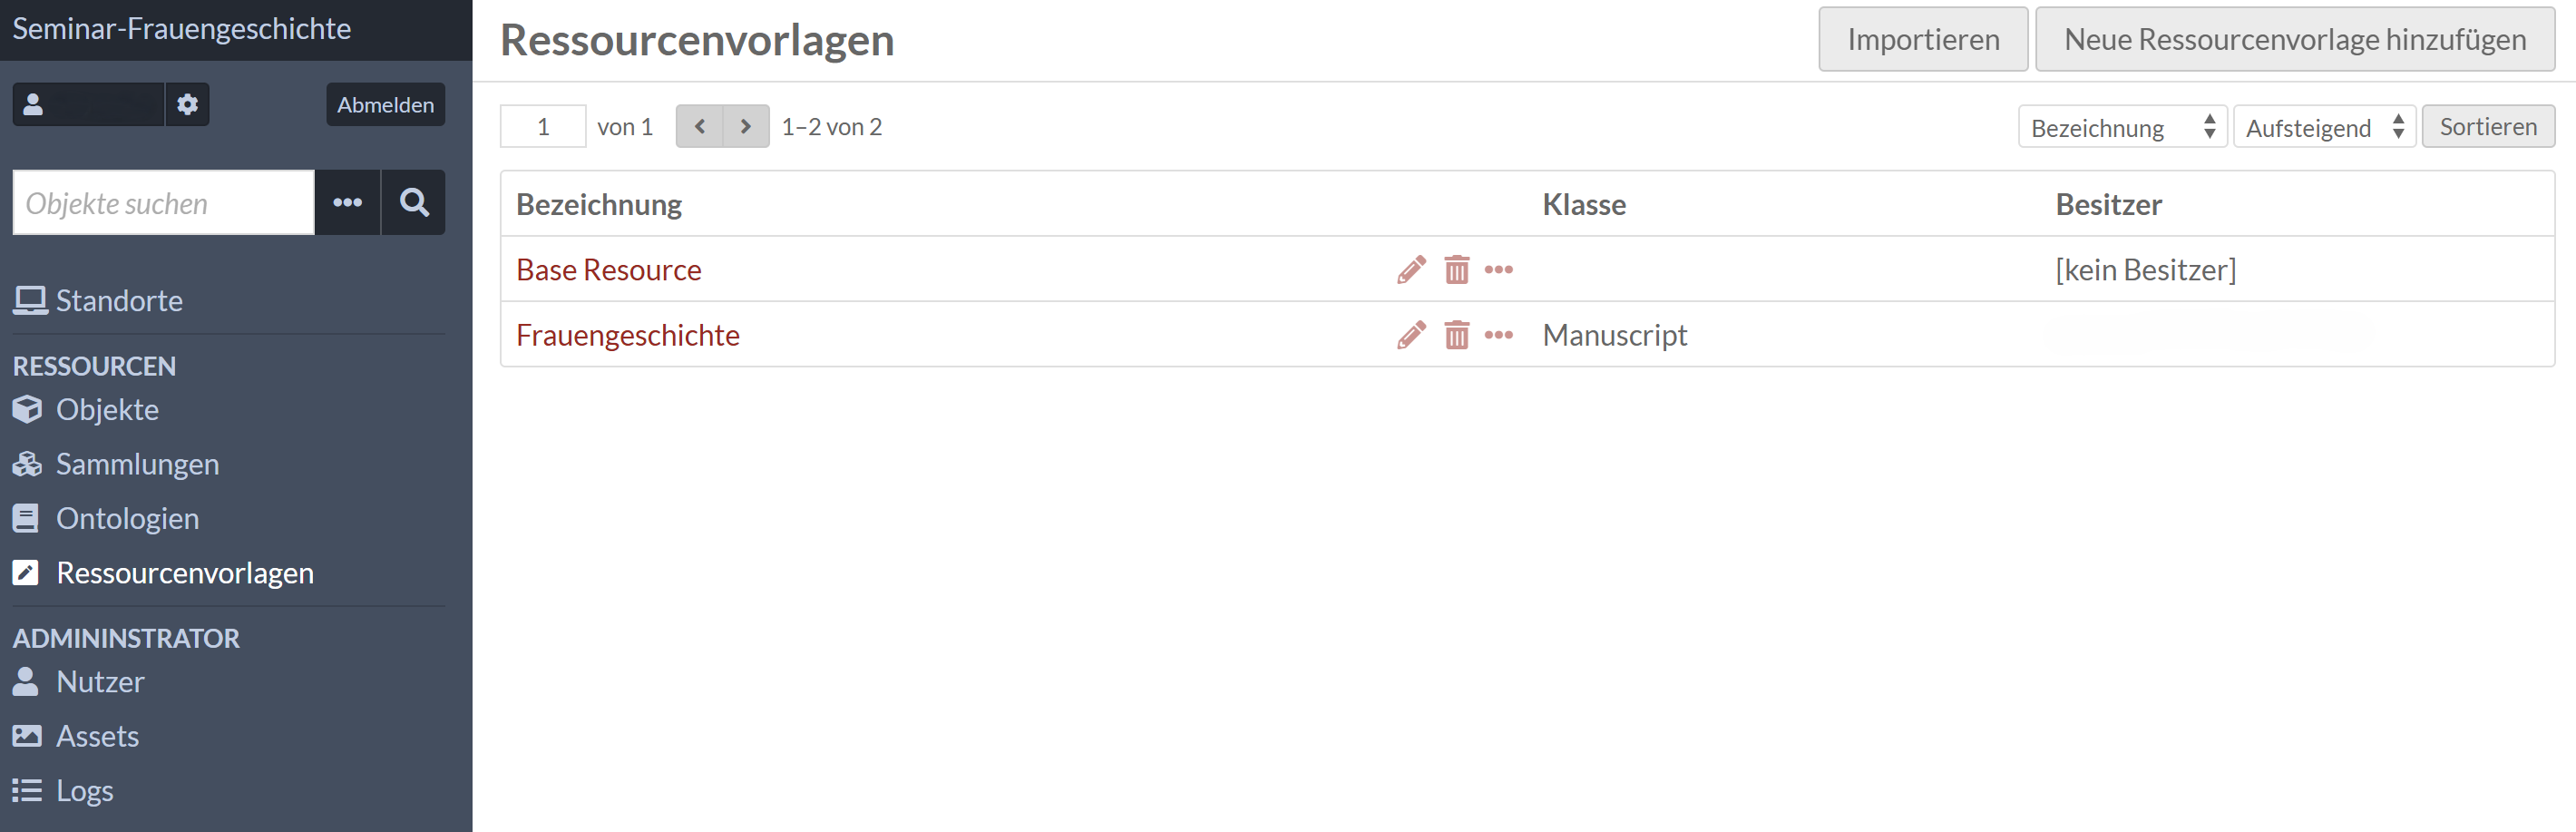 Seminar-Frauengeschichte
Abmelden
Objekte suchen
Standorte
RESSOURCEN
Objekte
Sammlungen
Ontologien
Ressourcenvorlagen
ADMININSTRATOR
Nutzer
Assets
Logs
Ressourcenvorlagen
Importieren
Neue Ressourcenvorlage hinzufügen
1 von 1 1–2 von 2
Bezeichnung Aufsteigend Sortieren
Bezeichnung Klasse Besitzer
Base Resource [kein Besitzer]
Frauengeschichte Manuscript